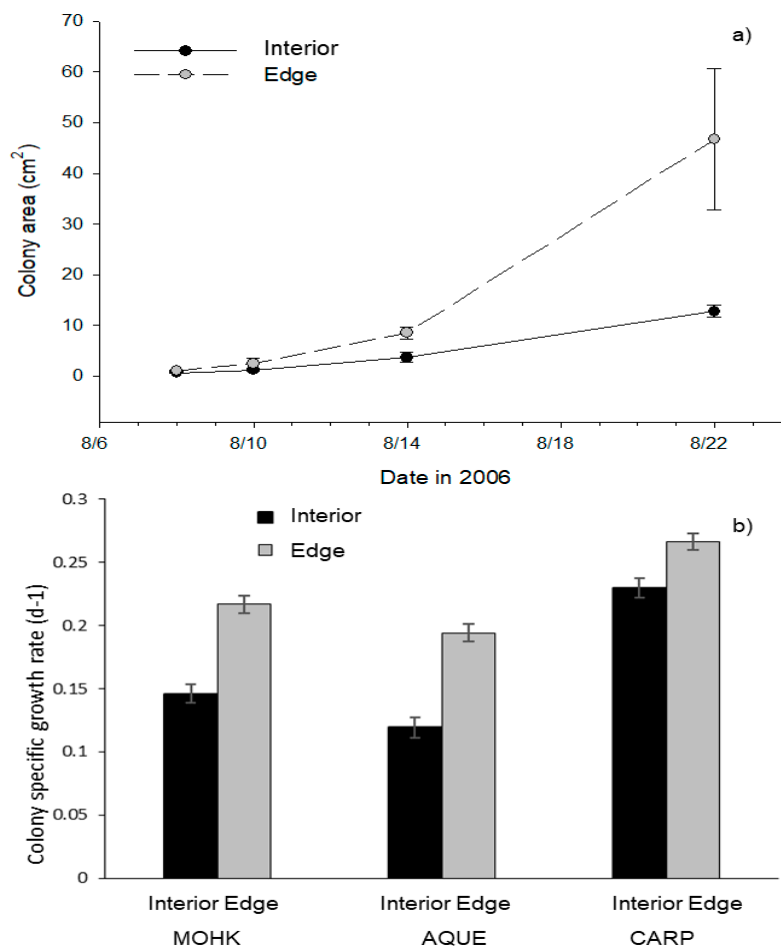 70
60
50
40
30
20
10
0
Colony area (cm²)
a)
Interior
Edge
8/6 8/10 8/14 8/18 8/22
Date in 2006
0.3
0.25
0.2
0.15
0.1
0.05
0
Colony specific growth rate (d-1)
b)
Interior
Edge
Interior Edge Interior Edge Interior Edge
MOHK AQUE CARP